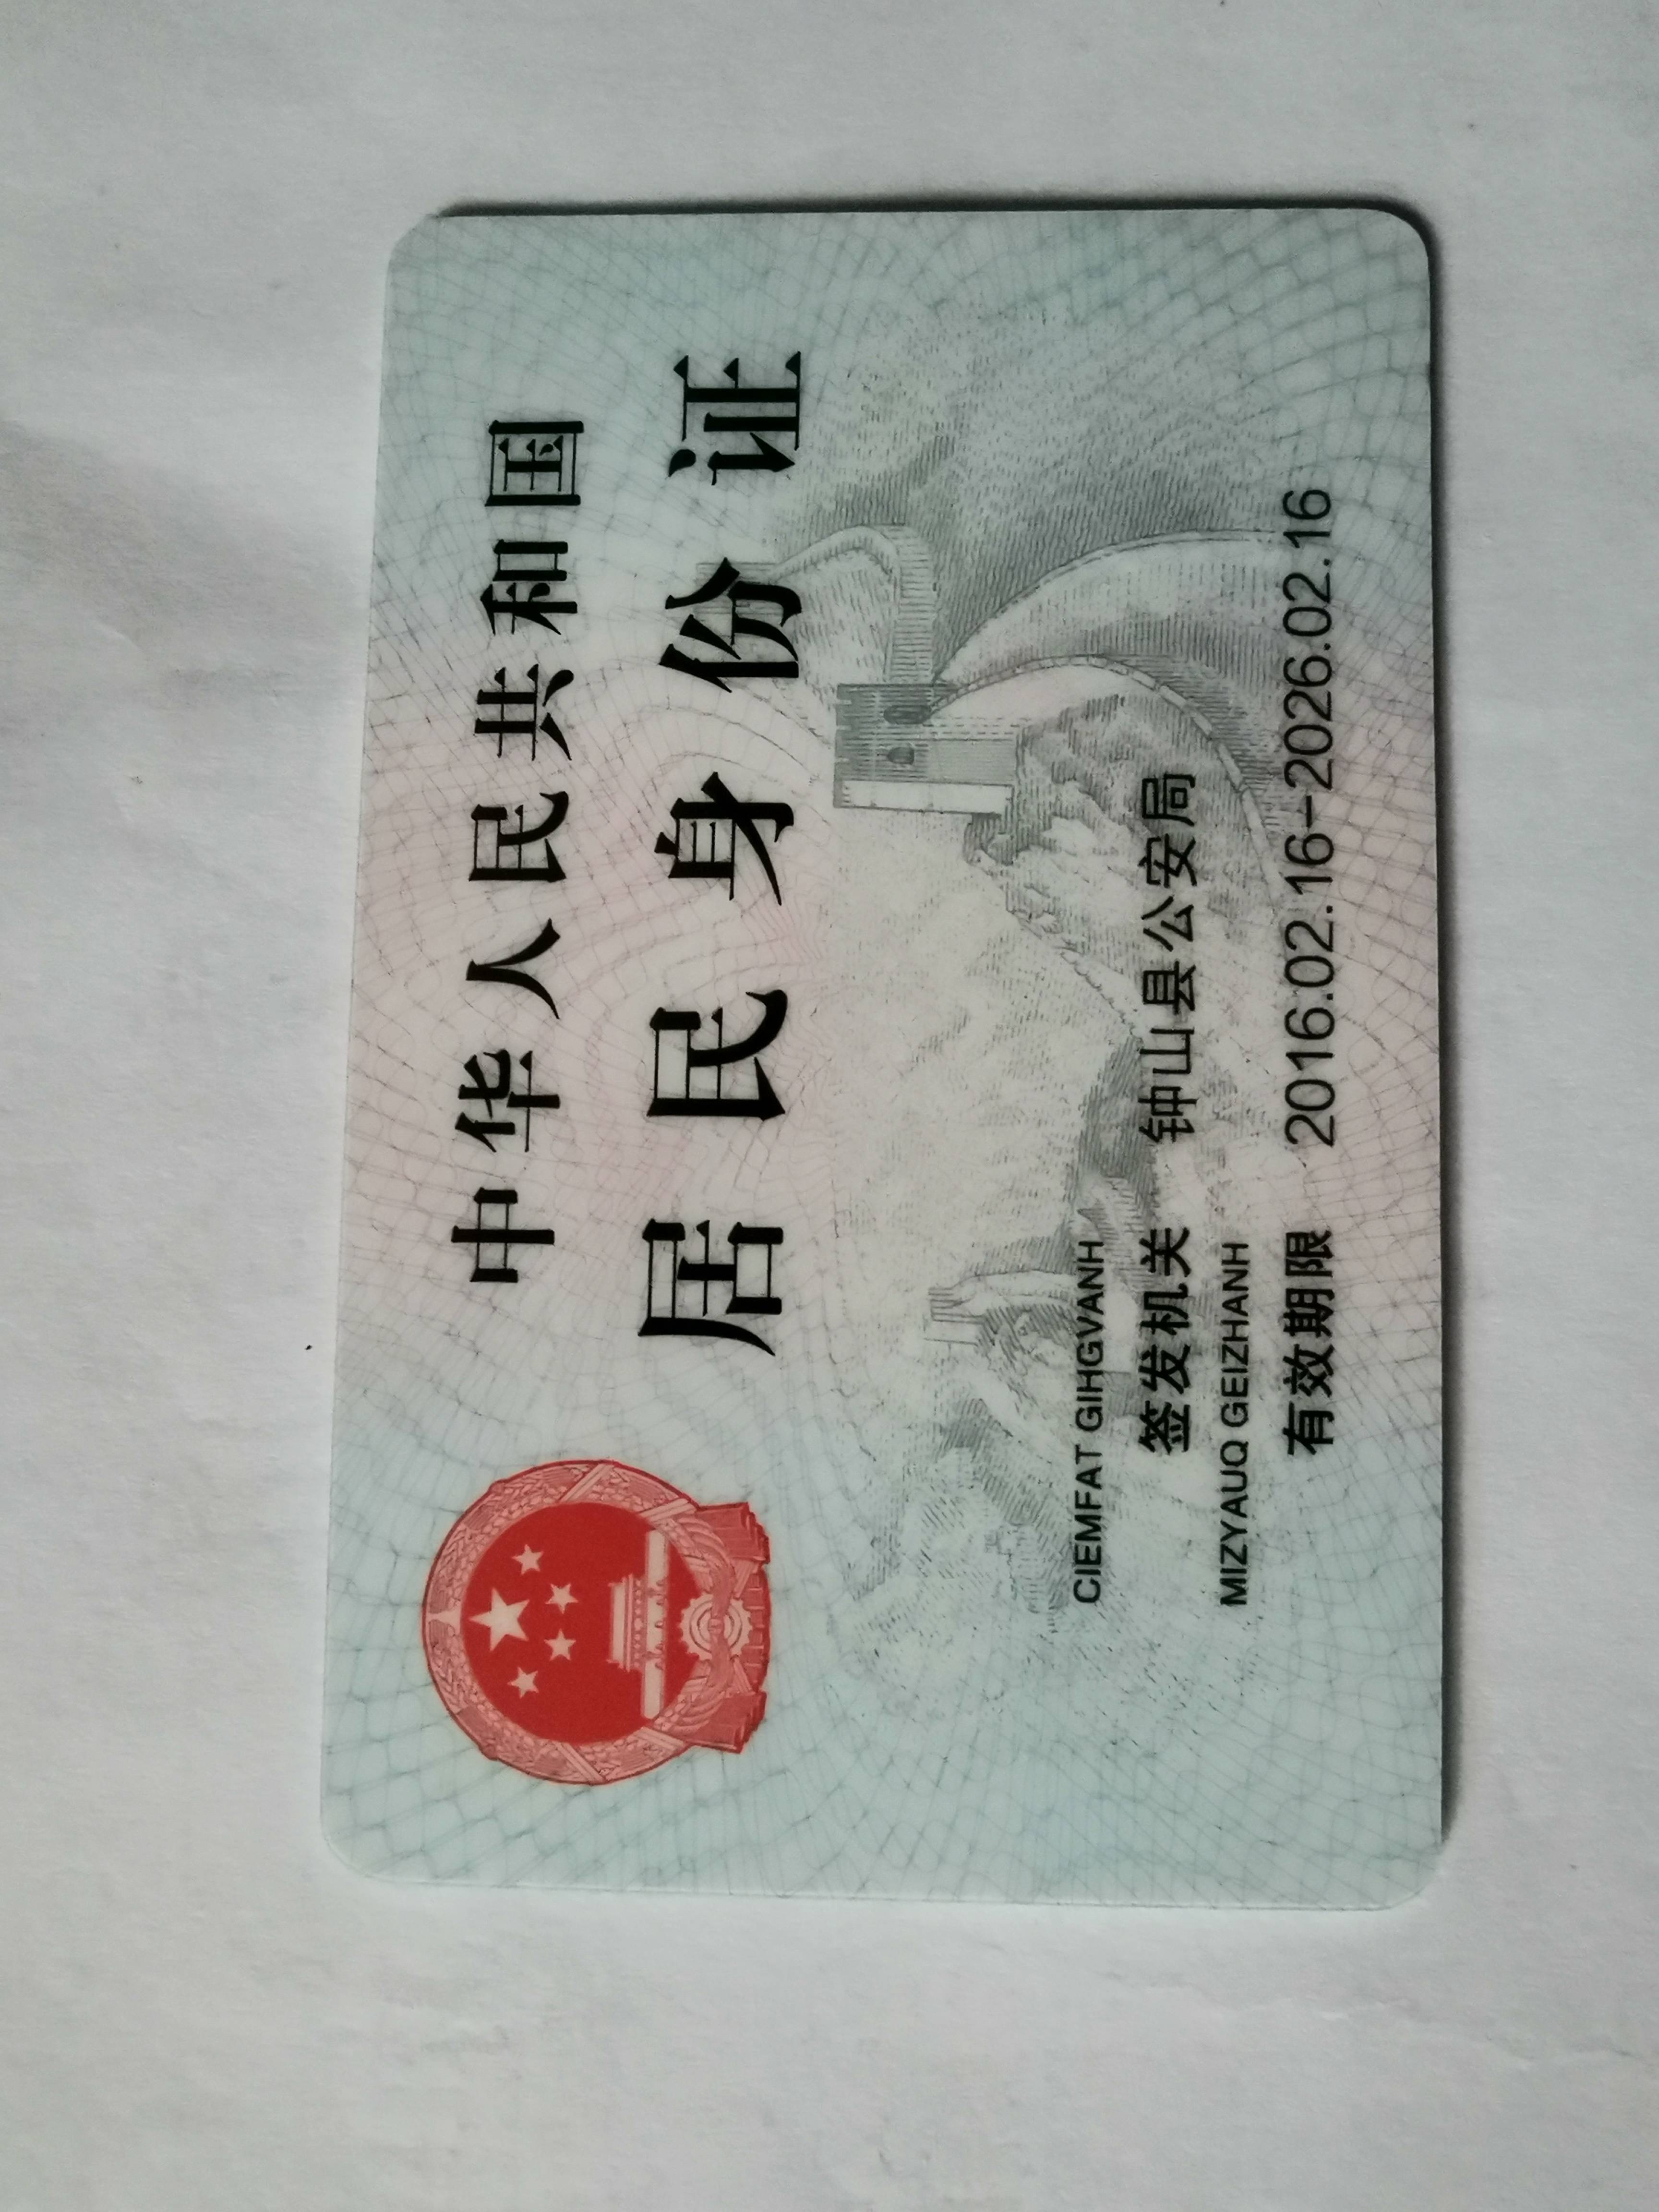 中华人民共和国
居民身份证
CIEMFAT GIHGVANH
签发机关 钟山县公安局
MIZYAUQ GEIZHANH
有效期限 2016.02.16-2026.02.16